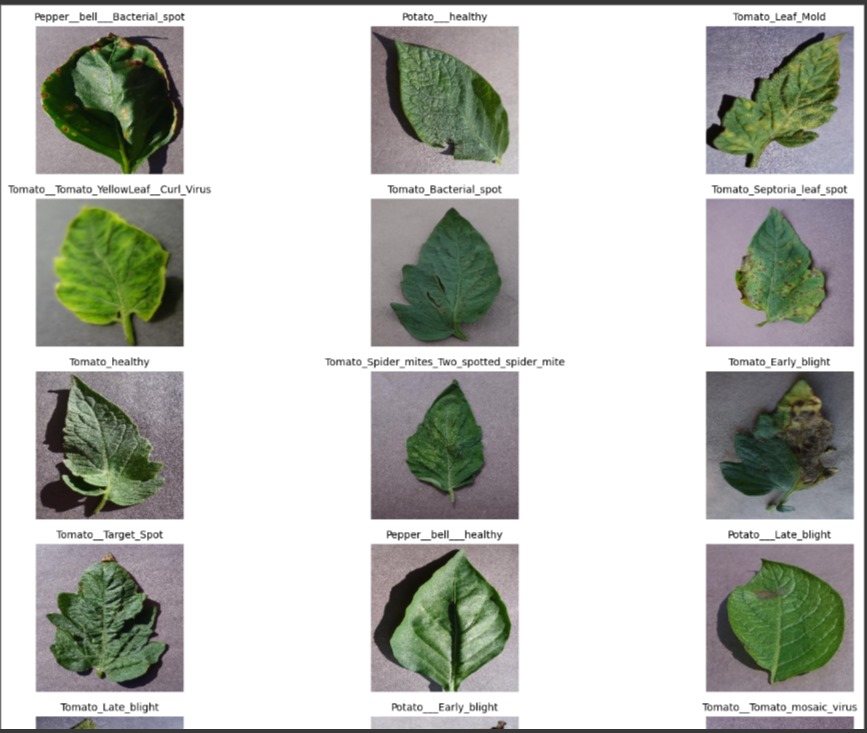 Pepper__bell___Bacterial_spot
Potato___healthy
Tomato_Leaf_Mold
Tomato__Tomato_YellowLeaf__Curl_Virus
Tomato_Bacterial_spot
Tomato_Septoria_leaf_spot
Tomato_healthy
Tomato_Spider_mites_Two_spotted_spider_mite
Tomato_Early_blight
Tomato__Target_Spot
Pepper__bell___healthy
Potato___Late_blight
Tomato_Late_blight
Potato___Early_blight
Tomato__Tomato_mosaic_virus